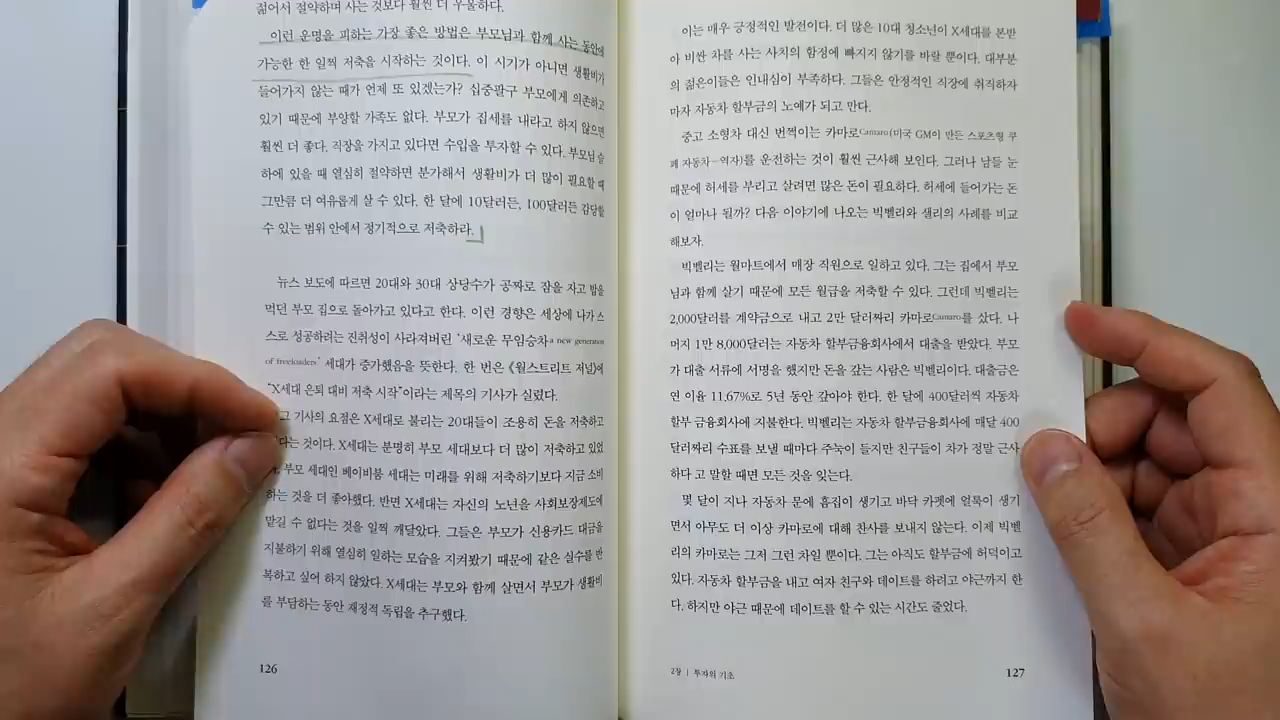 젊어서 절약하며 사는 것보다 훨씬 더 우울하다.
이런 운명을 피하는 가장 좋은 방법은 부모님과 함께 사는 동안에
가능한 한 일찍 저축을 시작하는 것이다. 이 시기가 아니면 생활비가
들어가지 않는 때가 언제 또 있겠는가? 십중팔구 부모에게 의존하고
있기 때문에 부양할 가족도 없다. 부모가 집세를 내라고 하지 않으면
훨씬 더 좋다. 직장을 가지고 있다면 수입을 투자할 수 있다. 부모님 슬
하에 있을 때 열심히 절약하면 분가해서 생활비가 더 많이 필요할 때
그만큼 더 여유롭게 살 수 있다. 한 달에 10달러든, 100달러든 감당할
수 있는 범위 안에서 정기적으로 저축하라.
뉴스 보도에 따르면 20대와 30대 상당수가 공짜로 잠을 자고 밥을
먹던 부모 집으로 돌아가고 있다고 한다. 이런 경향은 세상에 나가 스
스로 성공하려는 진취성이 사라져버린 '새로운 무임승차a new generation
of freeloaders' 세대가 증가했음을 뜻한다. 한 번은 《월스트리트 저널》에
"X세대 은퇴 대비 저축 시작"이라는 제목의 기사가 실렸다.
그 기사의 요점은 X세대로 불리는 20대들이 조용히 돈을 저축하고
다는 것이다. X세대는 분명히 부모 세대보다 더 많이 저축하고 있었
부모 세대인 베이비붐 세대는 미래를 위해 저축하기보다 지금 소비
하는 것을 더 좋아했다. 반면 X세대는 자신의 노년을 사회보장제도에
맡길 수 없다는 것을 일찍 깨달았다. 그들은 부모가 신용카드 대금을
지불하기 위해 열심히 일하는 모습을 지켜봤기 때문에 같은 실수를 반
복하고 싶어 하지 않았다. X세대는 부모와 함께 살면서 부모가 생활비
를 부담하는 동안 재정적 독립을 추구했다.
126
이는 매우 긍정적인 발전이다. 더 많은 10대 청소년이 X세대를 본받
아 비싼 차를 사는 사치의 함정에 빠지지 않기를 바랄 뿐이다. 대부분
의 젊은이들은 인내심이 부족하다. 그들은 안정적인 직장에 취직하자
마자 자동차 할부금의 노예가 되고 만다.
중고 소형차 대신 번쩍이는 카마로Camaro(미국 GM이 만든 스포츠형 쿠
페 자동차―역자)를 운전하는 것이 훨씬 근사해 보인다. 그러나 남들 눈
때문에 허세를 부리고 살려면 많은 돈이 필요하다. 허세에 들어가는 돈
이 얼마나 될까? 다음 이야기에 나오는 빅벨리와 샐리의 사례를 비교
해보자.
빅벨리는 월마트에서 매장 직원으로 일하고 있다. 그는 집에서 부모
님과 함께 살기 때문에 모든 월급을 저축할 수 있다. 그런데 빅벨리는
2,000달러를 계약금으로 내고 2만 달러짜리 카마로Camaro를 샀다. 나
머지 1만 8,000달러는 자동차 할부금융회사에서 대출을 받았다. 부모
가 대출 서류에 서명을 했지만 돈을 갚는 사람은 빅벨리이다. 대출금은
연 이율 11.67%로 5년 동안 갚아야 한다. 한 달에 400달러씩 자동차
할부 금융회사에 지불한다. 빅벨리는 자동차 할부금융회사에 매달 400
달러짜리 수표를 보낼 때마다 주눅이 들지만 친구들이 차가 정말 근사
하다 고 말할 때면 모든 것을 잊는다.
몇 달이 지나 자동차 문에 흠집이 생기고 바닥 카펫에 얼룩이 생기
면서 아무도 더 이상 카마로에 대해 찬사를 보내지 않는다. 이제 빅벨
리의 카마로는 그저 그런 차일 뿐이다. 그는 아직도 할부금에 허덕이고
있다. 자동차 할부금을 내고 여자 친구와 데이트를 하려고 야근까지 한
다. 하지만 야근 때문에 데이트를 할 수 있는 시간도 줄었다.
2장 | 투자의 기초
127